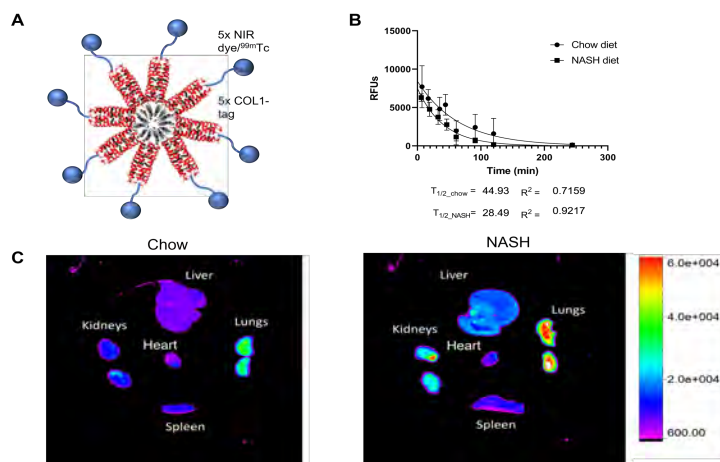 A
5x NIR
dye/⁹⁹ᵐTc
5x COL1-
tag
B
15000
10000
5000
0
RFUs
Chow diet
NASH diet
0
100
200
300
Time (min)
T1/2_chow= 44.93 R² = 0.7159
T1/2_NASH= 28.49 R² = 0.9217
C
Chow
Liver
Kidneys
Heart
Lungs
Spleen
NASH
Liver
Kidneys
Heart
Lungs
Spleen
6.0e+004
4.0e+004
2.0e+004
600.00